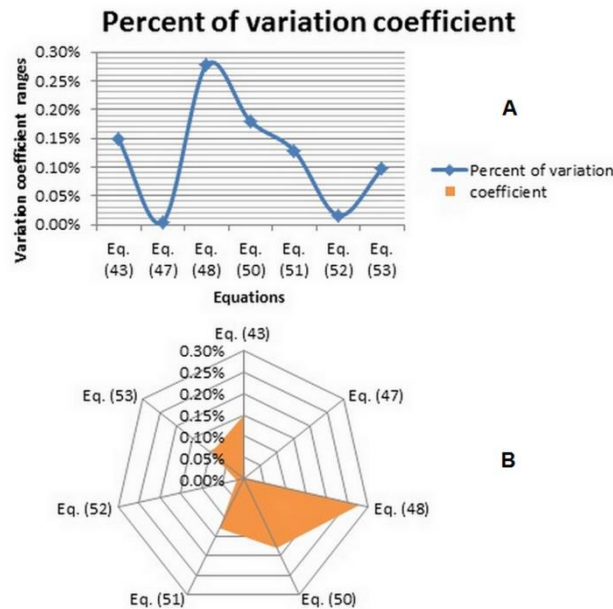 Percent of variation coefficient
Variation coefficient ranges
0.30%
0.25%
0.20%
0.15%
0.10%
0.05%
0.00%
Eq. (43)
Eq. (47)
Eq. (48)
Eq. (50)
Eq. (51)
Eq. (52)
Eq. (53)
Equations
A
Percent of variation
coefficient
Eq. (43)
0.30%
0.25%
0.20%
0.15%
0.10%
0.05%
0.00%
Eq. (47)
Eq. (48)
Eq. (50)
Eq. (51)
Eq. (52)
Eq. (53)
B